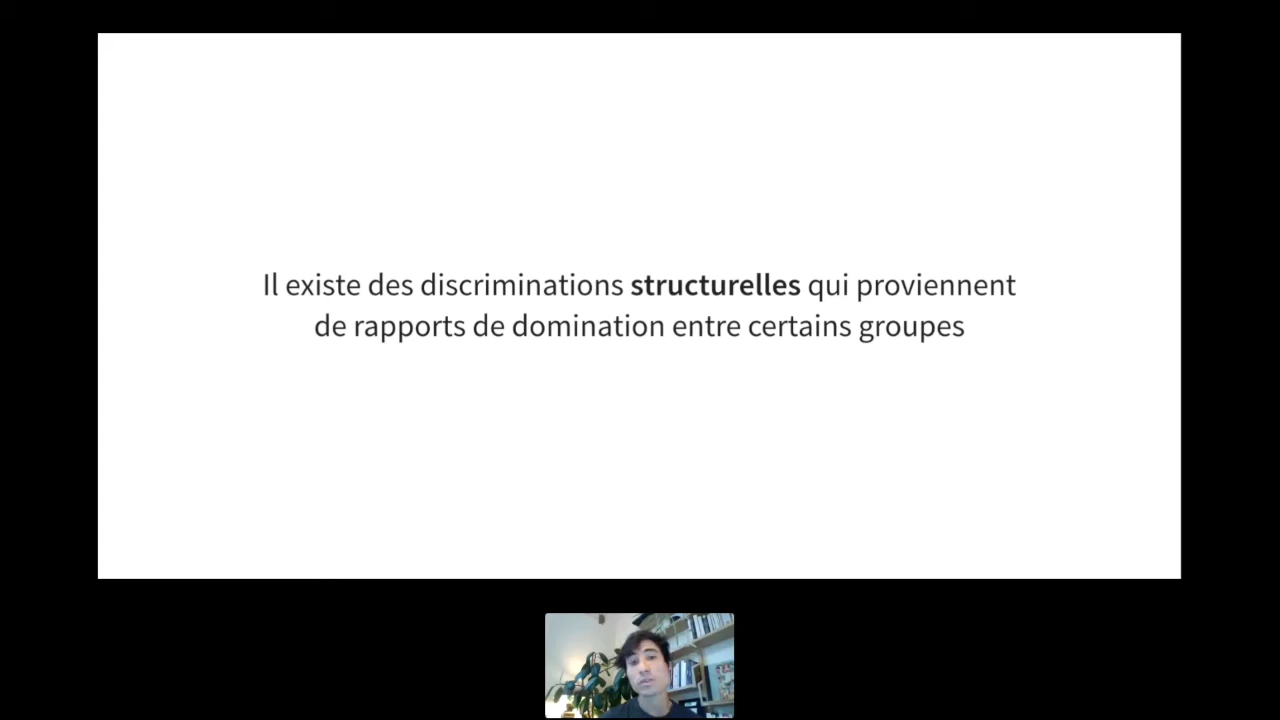 Il existe des discriminations structurelles qui proviennent
de rapports de domination entre certains groupes